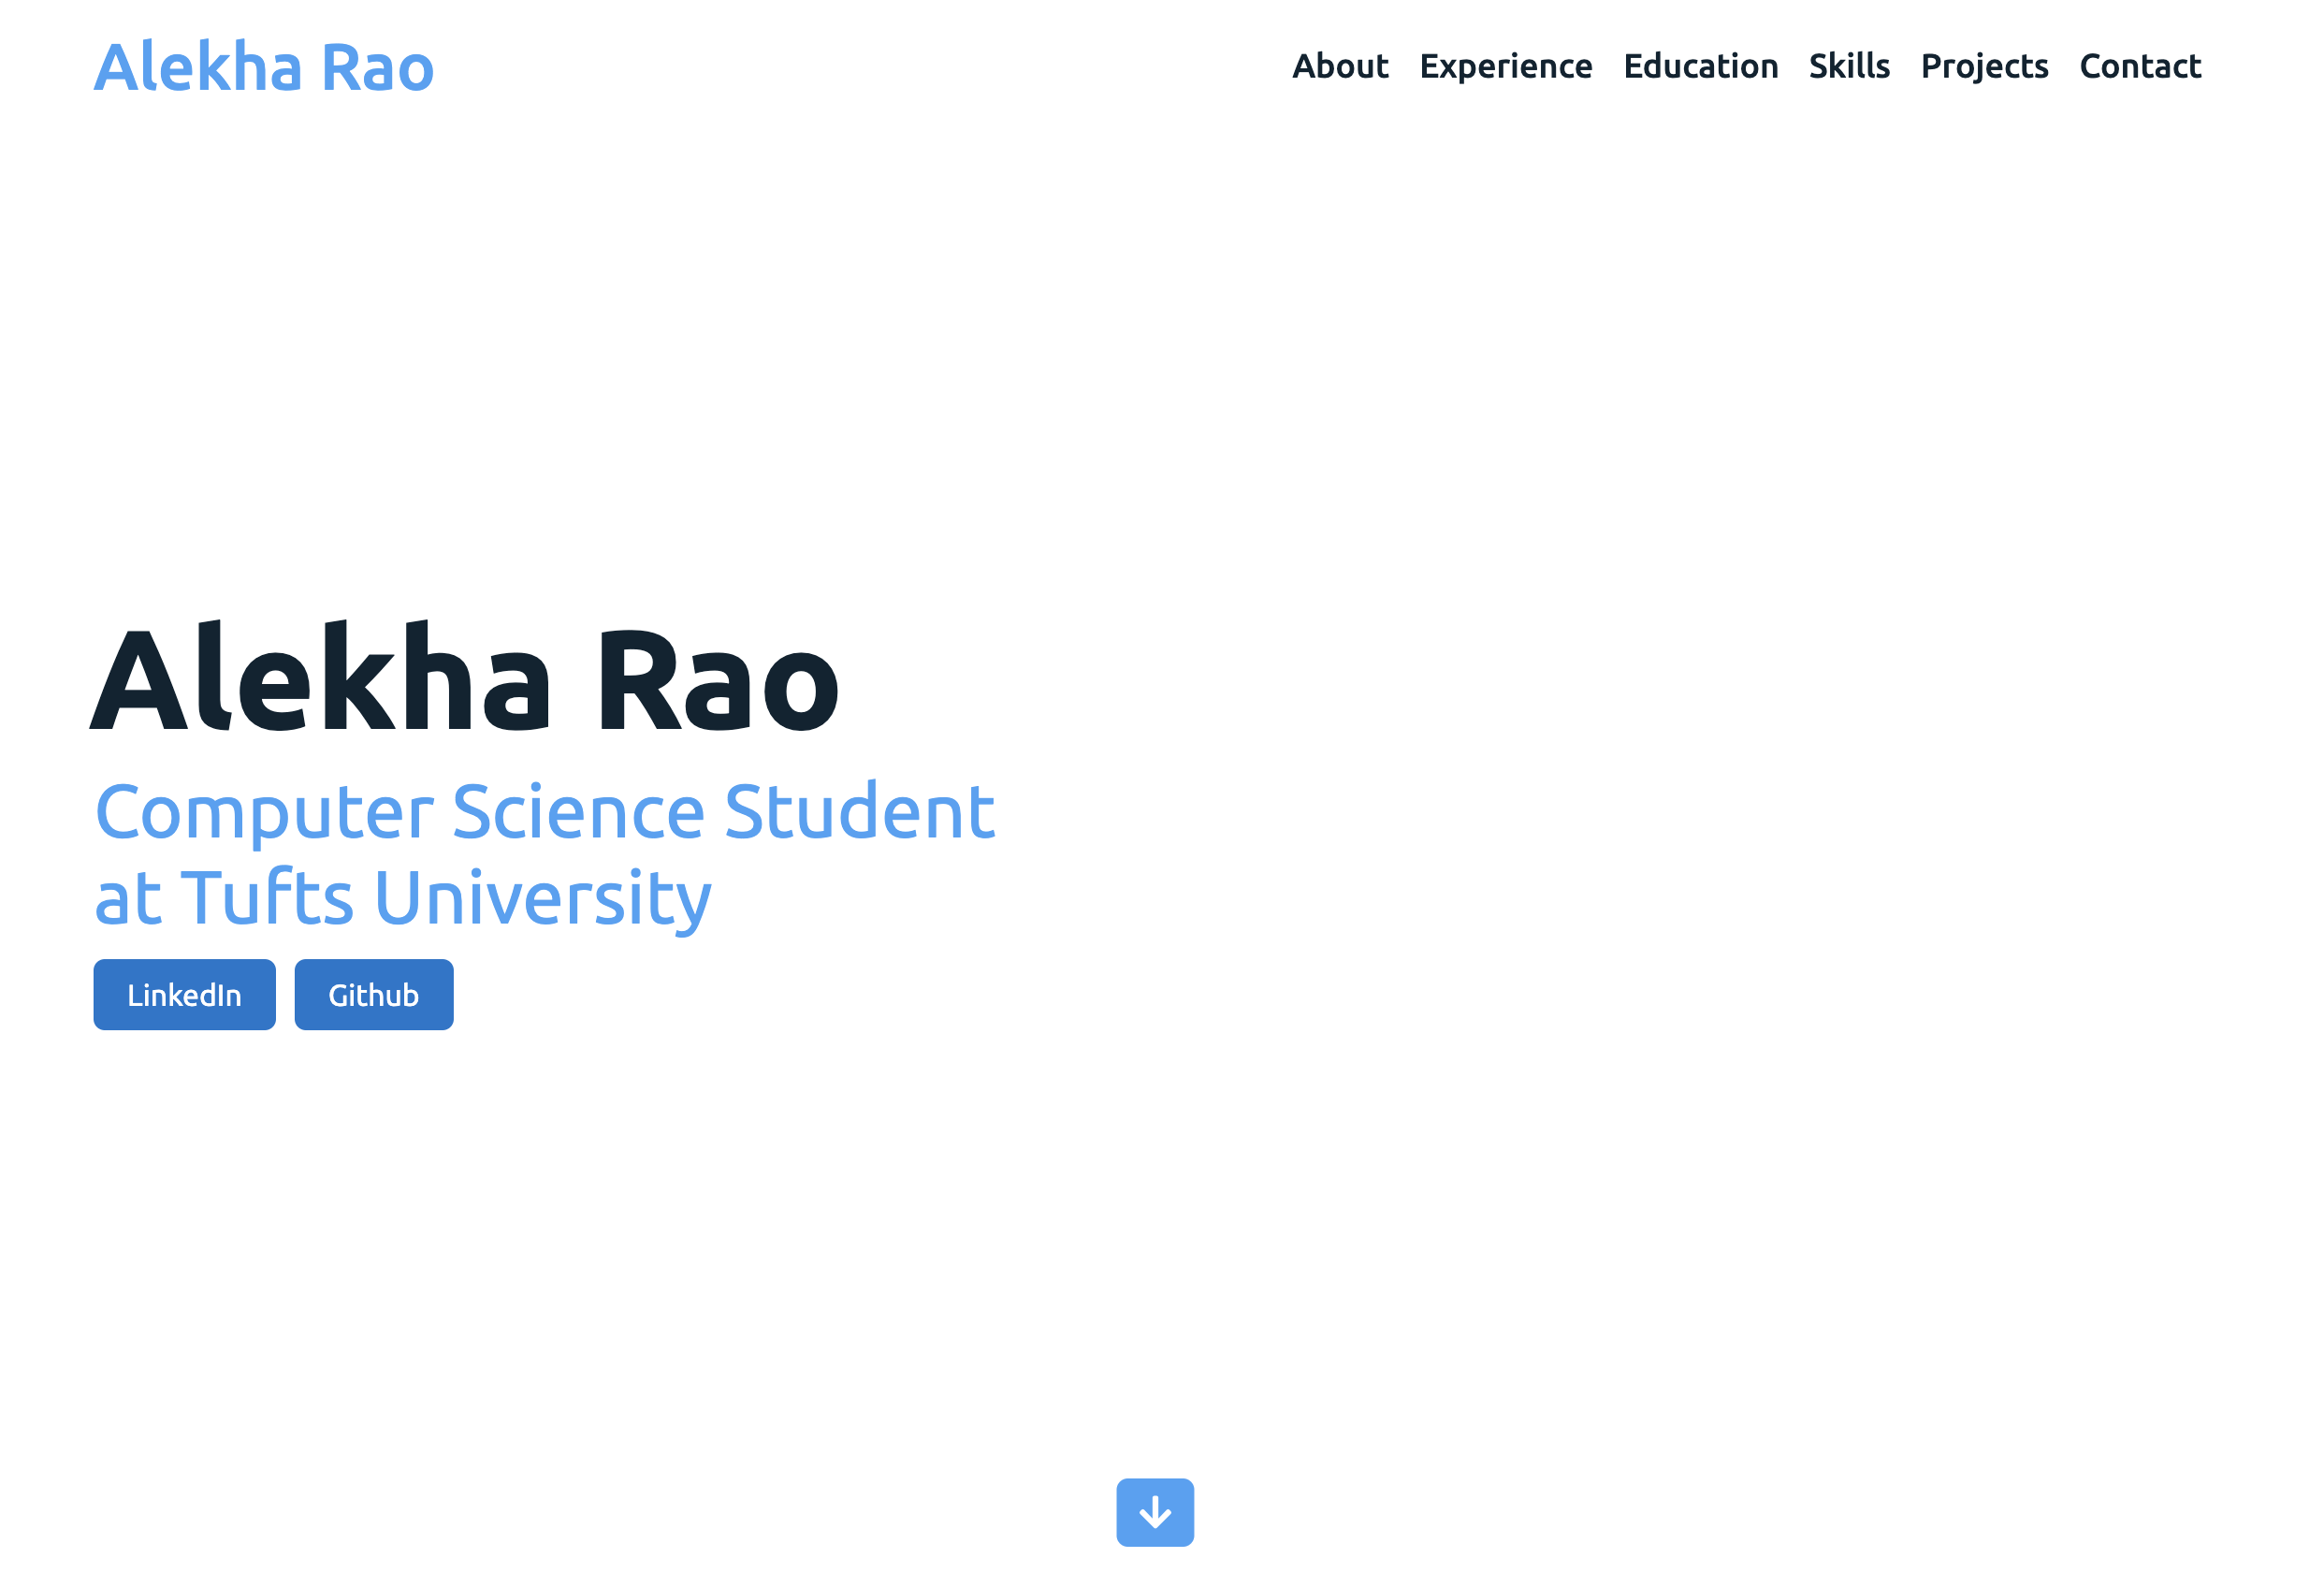 Alekha Rao
About Experience Education Skills Projects Contact
Alekha Rao
Computer Science Student
at Tufts University
LinkedIn Github